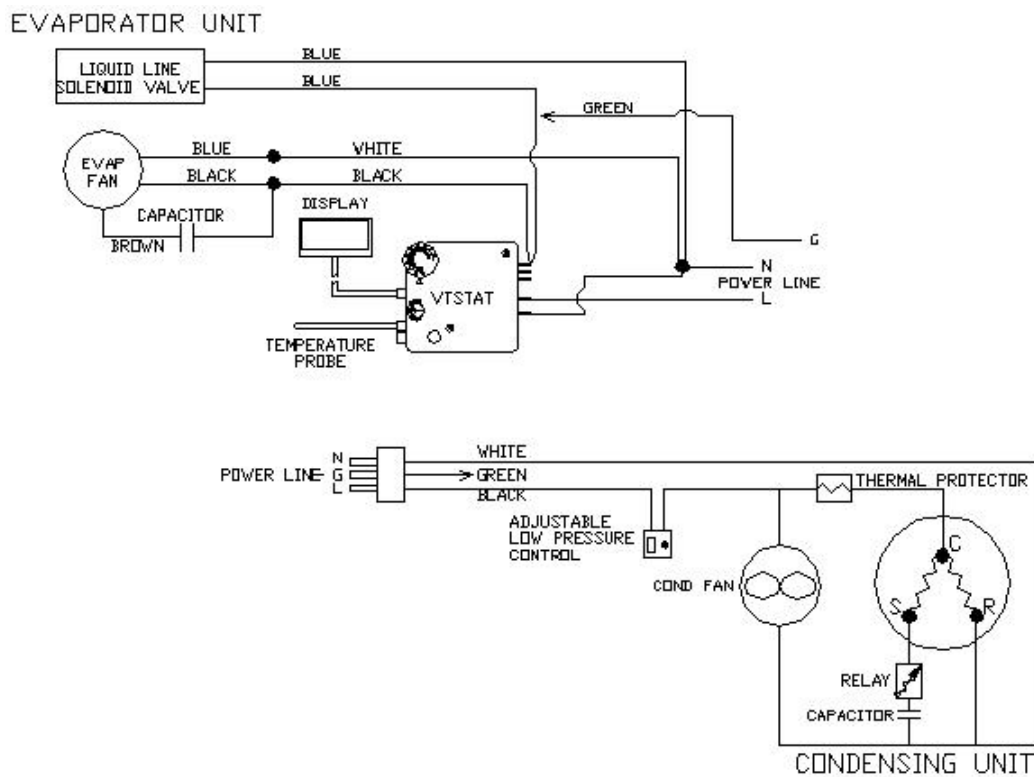 EVAPORATOR UNIT
LIQUID LINE
SOLENOID VALVE
BLUE
BLUE
GREEN
EVAP
FAN
BLUE
WHITE
BLACK
BLACK
CAPACITOR
BROWN
DISPLAY
VTSTAT
G
N
POWER LINE
L
TEMPERATURE
PROBE
POWER LINE
N
G
L
WHITE
GREEN
BLACK
ADJUSTABLE
LOW PRESSURE
CONTROL
THERMAL PROTECTOR
COND FAN
C
S
R
RELAY
CAPACITOR
CONDENSING UNIT